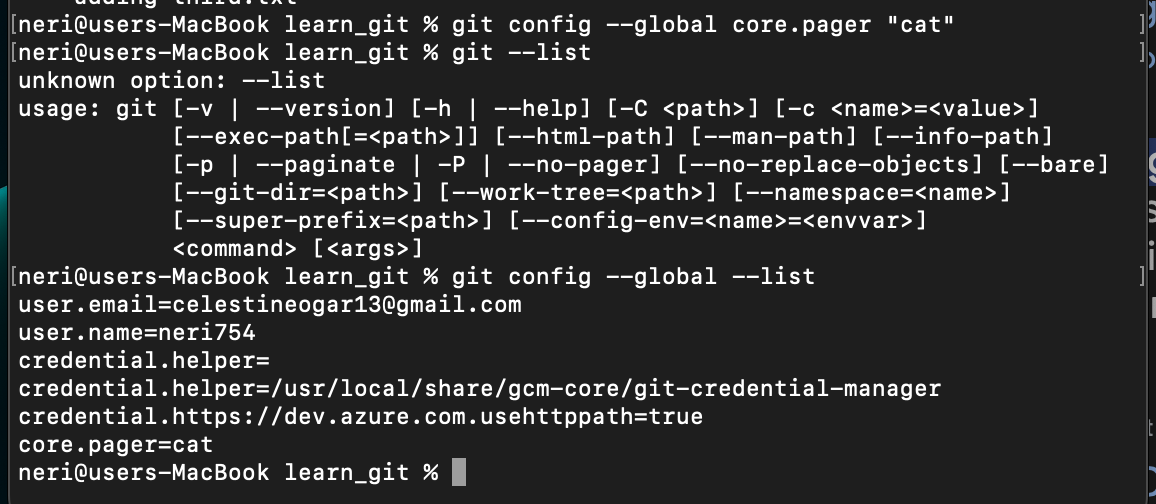 adding third.txt
[neri@users-MacBook learn_git % git config --global core.pager "cat" ]
[neri@users-MacBook learn_git % git --list ]
unknown option: --list
usage: git [-v | --version] [-h | --help] [-C <path>] [-c <name>=<value>]
[--exec-path[=<path>]] [--html-path] [--man-path] [--info-path]
[-p | --paginate | -P | --no-pager] [--no-replace-objects] [--bare]
[--git-dir=<path>] [--work-tree=<path>] [--namespace=<name>]
[--super-prefix=<path>] [--config-env=<name>=<envvar>]
<command> [<args>]
[neri@users-MacBook learn_git % git config --global --list ]
user.email=celestineogar13@gmail.com
user.name=neri754
credential.helper=
credential.helper=/usr/local/share/gcm-core/git-credential-manager
credential.https://dev.azure.com.usehttppath=true
core.pager=cat
neri@users-MacBook learn_git %